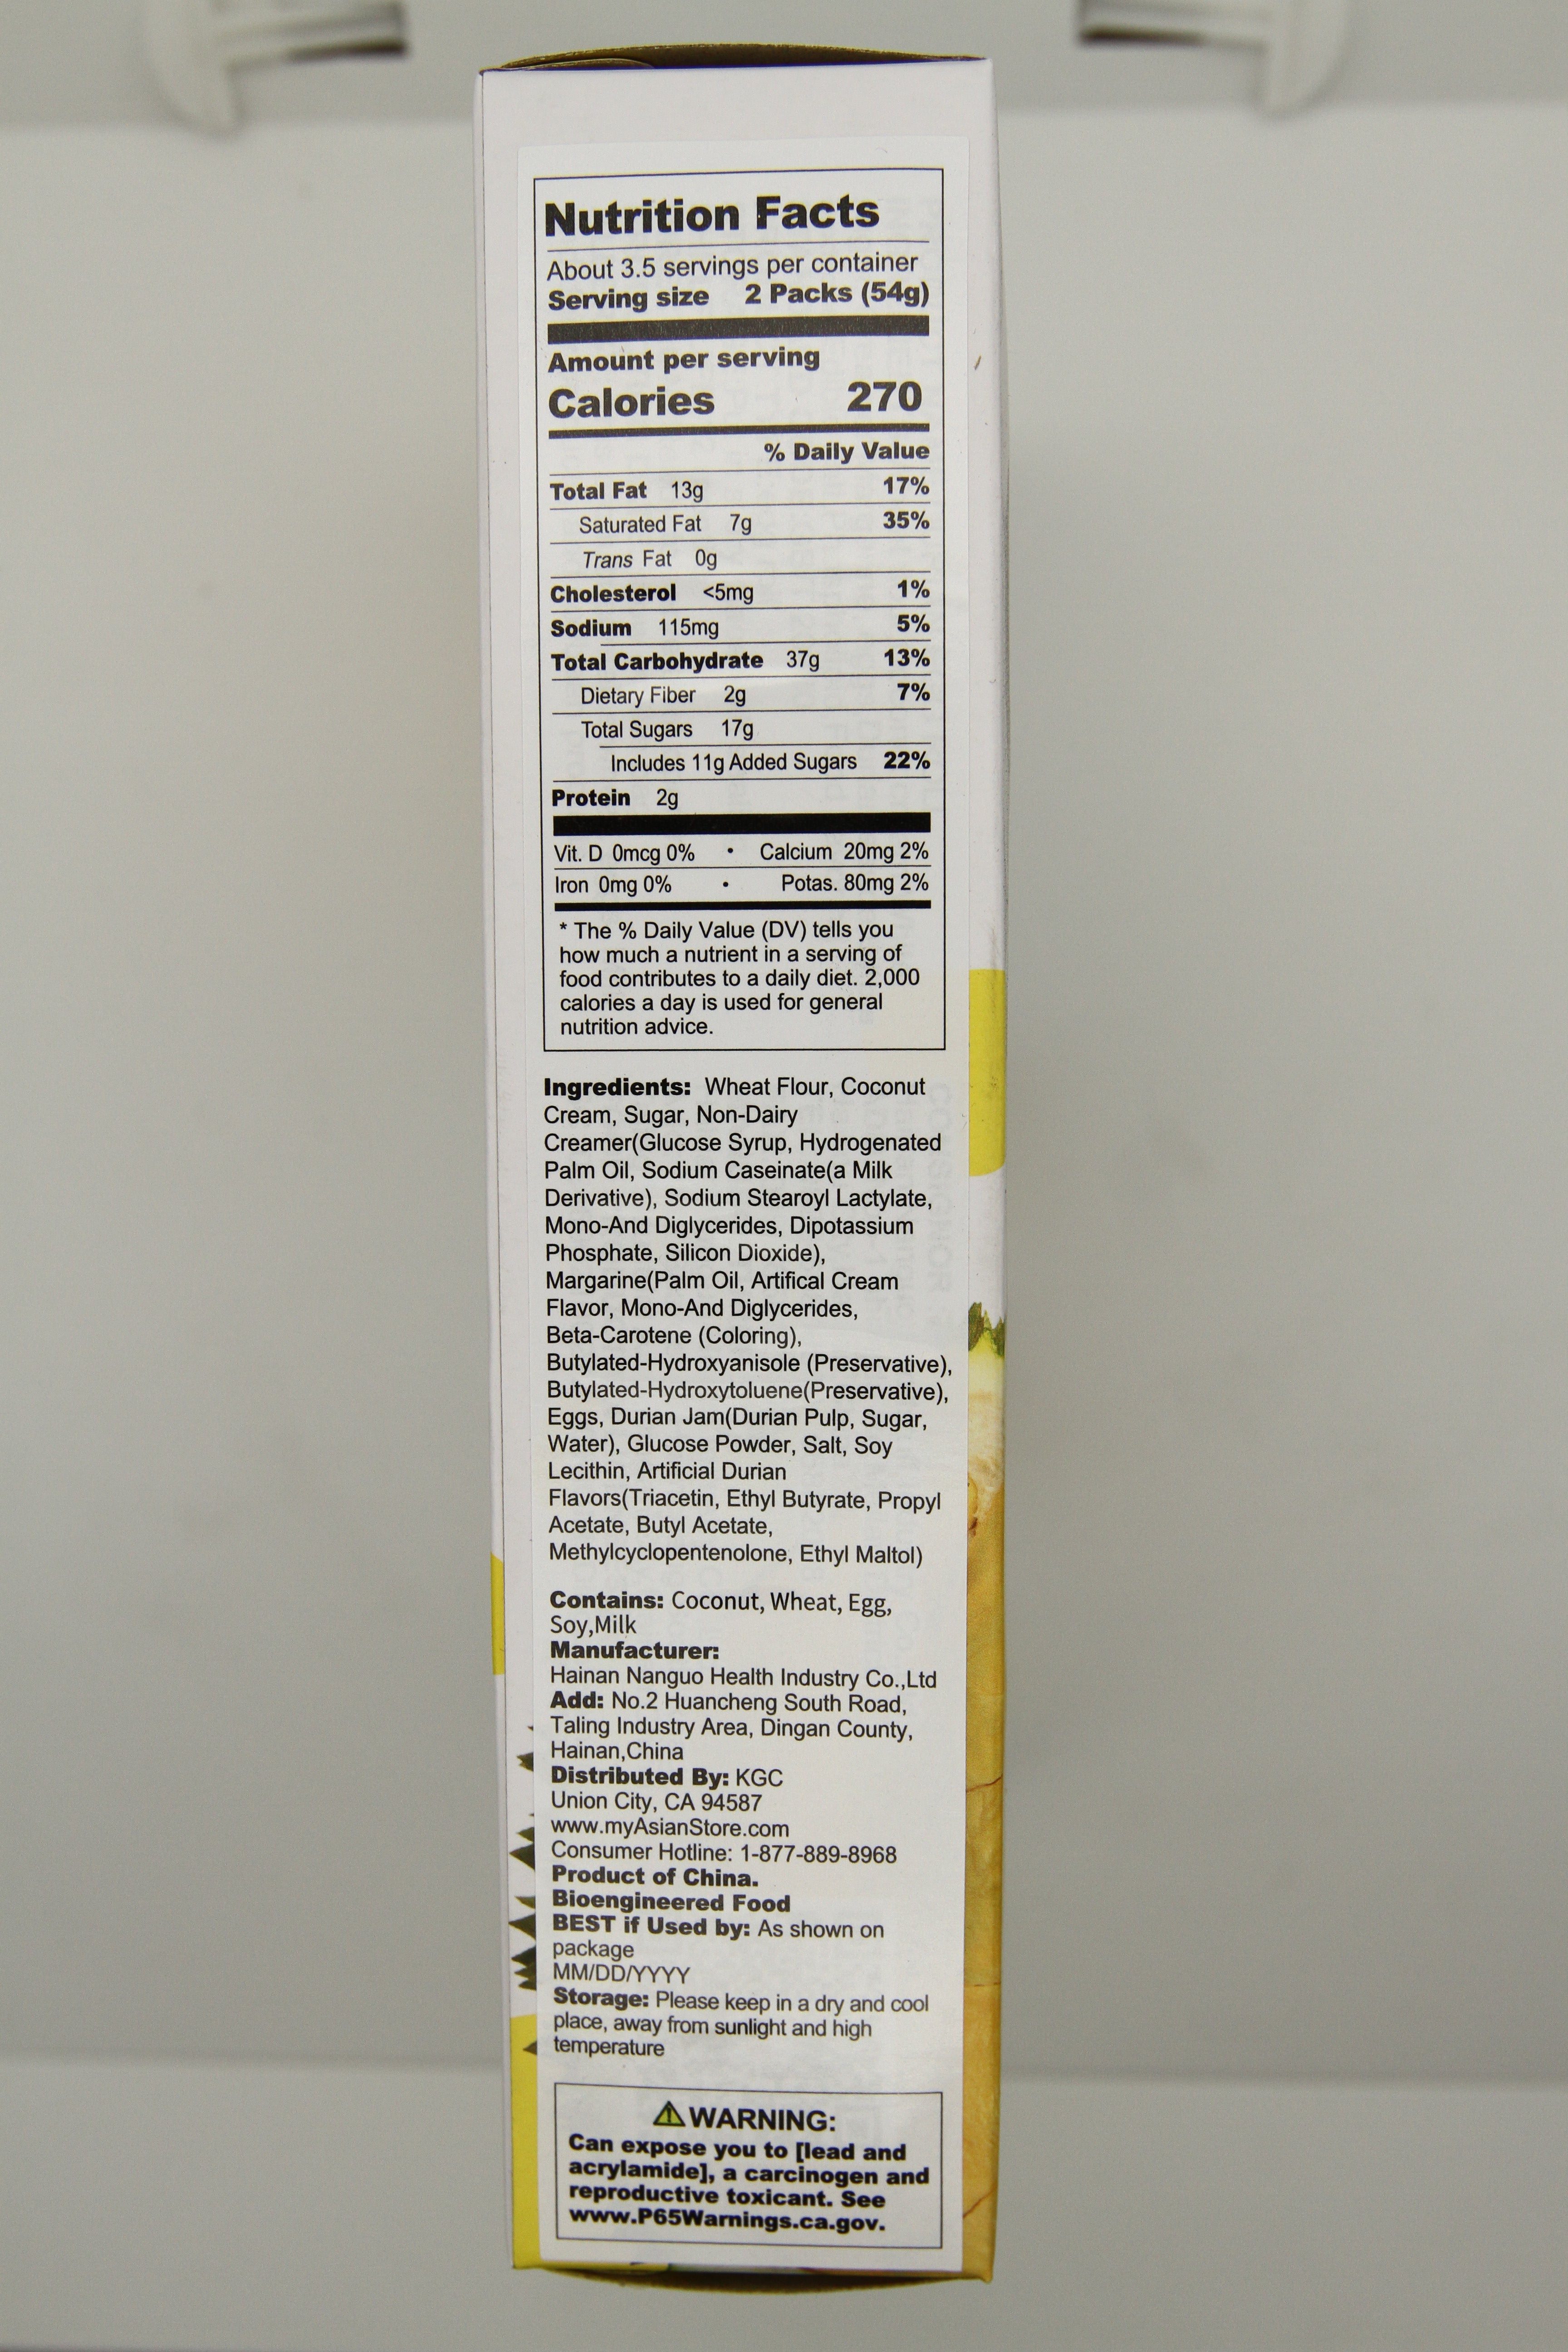 Nutrition Facts
About 3.5 servings per container
Serving size 2 Packs (54g)
Amount per serving
Calories 270
% Daily Value
Total Fat 13g 17%
Saturated Fat 7g 35%
Trans Fat 0g
Cholesterol <5mg 1%
Sodium 115mg 5%
Total Carbohydrate 37g 13%
Dietary Fiber 2g 7%
Total Sugars 17g
Includes 11g Added Sugars 22%
Protein 2g
Vit. D 0mcg 0% • Calcium 20mg 2%
Iron 0mg 0% • Potas. 80mg 2%
* The % Daily Value (DV) tells you
how much a nutrient in a serving of
food contributes to a daily diet. 2,000
calories a day is used for general
nutrition advice.
Ingredients: Wheat Flour, Coconut
Cream, Sugar, Non-Dairy
Creamer(Glucose Syrup, Hydrogenated
Palm Oil, Sodium Caseinate(a Milk
Derivative), Sodium Stearoyl Lactylate,
Mono-And Diglycerides, Dipotassium
Phosphate, Silicon Dioxide),
Margarine(Palm Oil, Artifical Cream
Flavor, Mono-And Diglycerides,
Beta-Carotene (Coloring),
Butylated-Hydroxyanisole (Preservative),
Butylated-Hydroxytoluene(Preservative),
Eggs, Durian Jam(Durian Pulp, Sugar,
Water), Glucose Powder, Salt, Soy
Lecithin, Artificial Durian
Flavors(Triacetin, Ethyl Butyrate, Propyl
Acetate, Butyl Acetate,
Methylcyclopentenolone, Ethyl Maltol)
Contains: Coconut, Wheat, Egg,
Soy,Milk
Manufacturer:
Hainan Nanguo Health Industry Co.,Ltd
Add: No.2 Huancheng South Road,
Taling Industry Area, Dingan County,
Hainan,China
Distributed By: KGC
Union City, CA 94587
www.myAsianStore.com
Consumer Hotline: 1-877-889-8968
Product of China.
Bioengineered Food
BEST if Used by: As shown on
package
MM/DD/YYYY
Storage: Please keep in a dry and cool
place, away from sunlight and high
temperature
WARNING:
Can expose you to [lead and
acrylamide], a carcinogen and
reproductive toxicant. See
www.P65Warnings.ca.gov.